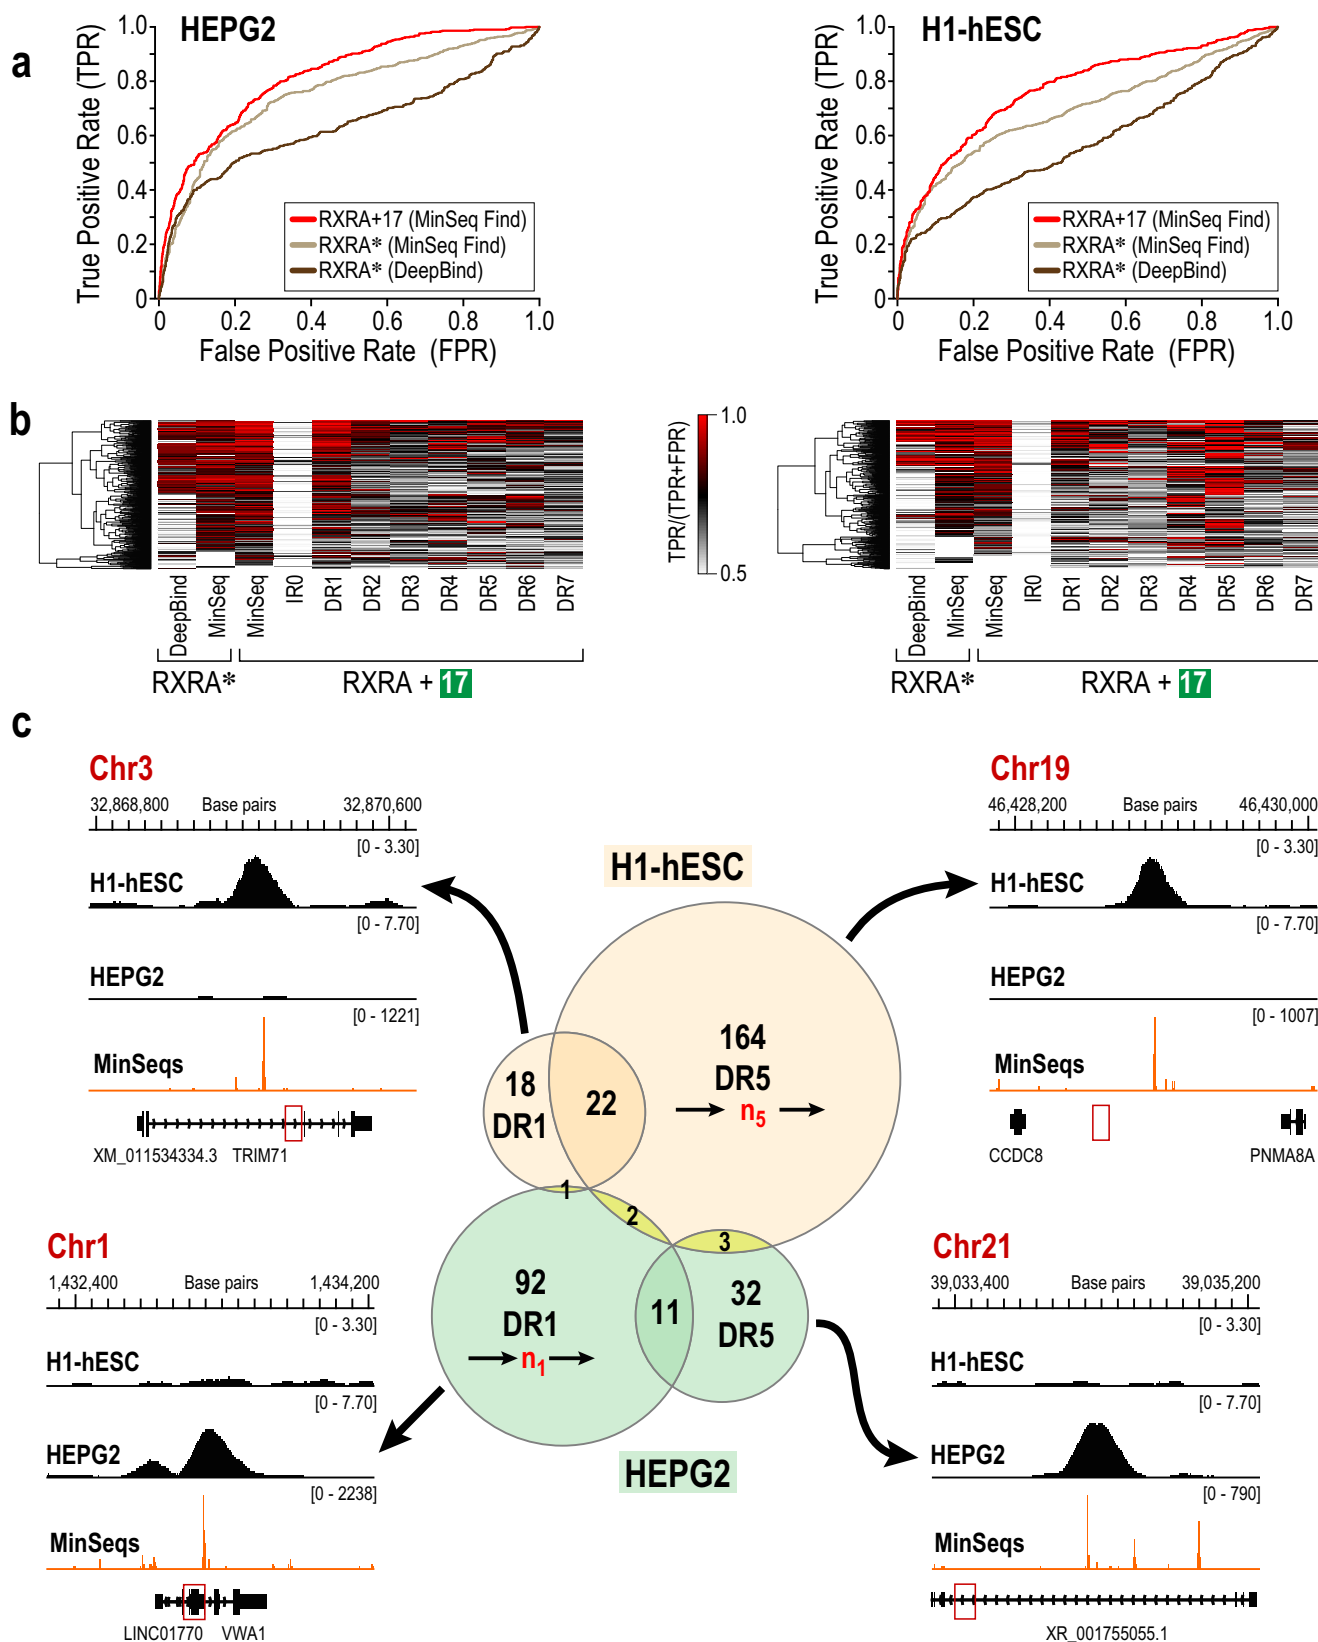 a
HEPG2
True Positive Rate (TPR)
1.0
0.8
0.6
0.4
0.2
0
RXRA+17 (MinSeq Find)
RXRA* (MinSeq Find)
RXRA* (DeepBind)
0 0.2 0.4 0.6 0.8 1.0
False Positive Rate (FPR)
H1-hESC
True Positive Rate (TPR)
1.0
0.8
0.6
0.4
0.2
0
RXRA+17 (MinSeq Find)
RXRA* (MinSeq Find)
RXRA* (DeepBind)
0 0.2 0.4 0.6 0.8 1.0
False Positive Rate (FPR)
b
DeepBind MinSeq MinSeq IR0 DR1 DR2 DR3 DR4 DR5 DR6 DR7
RXRA* RXRA + 17
TPR/(TPR+FPR)
1.0
0.5
DeepBind MinSeq MinSeq IR0 DR1 DR2 DR3 DR4 DR5 DR6 DR7
RXRA* RXRA + 17
c
Chr3
32,868,800 Base pairs 32,870,600
[0 - 3.30]
H1-hESC
[0 - 7.70]
HEPG2
[0 - 1221]
MinSeqs
XM_011534334.3 TRIM71
Chr19
46,428,200 Base pairs 46,430,000
[0 - 3.30]
H1-hESC
[0 - 7.70]
HEPG2
[0 - 1007]
MinSeqs
CCDC8 PNMA8A
H1-hESC
164
DR5
n5
18
DR1
22
1
2
3
92
DR1
n1
11
32
DR5
HEPG2
Chr1
1,432,400 Base pairs 1,434,200
[0 - 3.30]
H1-hESC
[0 - 7.70]
HEPG2
[0 - 2238]
MinSeqs
LINC01770 VWA1
Chr21
39,033,400 Base pairs 39,035,200
[0 - 3.30]
H1-hESC
[0 - 7.70]
HEPG2
[0 - 790]
MinSeqs
XR_001755055.1